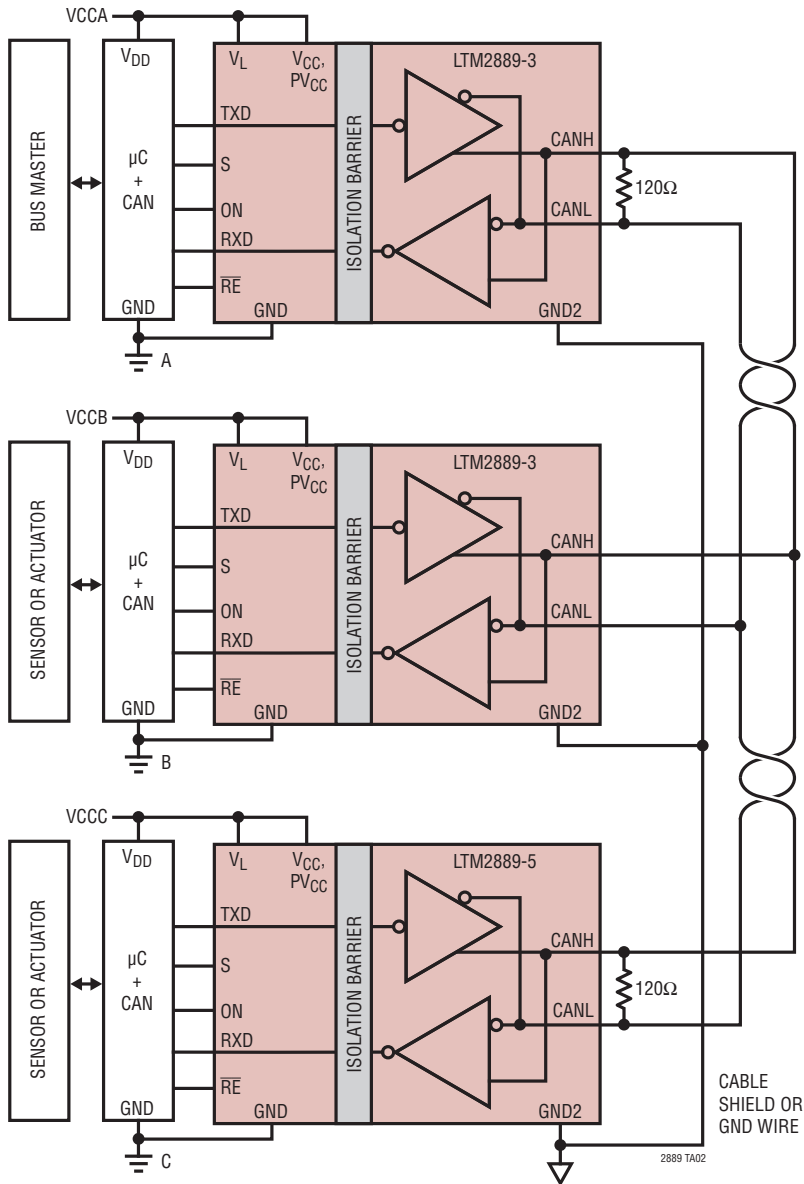 VCCA
BUS MASTER
VDD
µC
+
CAN
GND
VL
VCC,
PVCC
LTM2889-3
TXD
S
ON
RXD
RE
GND
ISOLATION BARRIER
CANH
CANL
GND2
120Ω
A
VCCB
SENSOR OR ACTUATOR
VDD
µC
+
CAN
GND
VL
VCC,
PVCC
LTM2889-3
TXD
S
ON
RXD
RE
GND
ISOLATION BARRIER
CANH
CANL
GND2
B
VCCC
SENSOR OR ACTUATOR
VDD
µC
+
CAN
GND
VL
VCC,
PVCC
LTM2889-5
TXD
S
ON
RXD
RE
GND
ISOLATION BARRIER
CANH
CANL
GND2
120Ω
C
CABLE
SHIELD OR
GND WIRE
2889 TA02